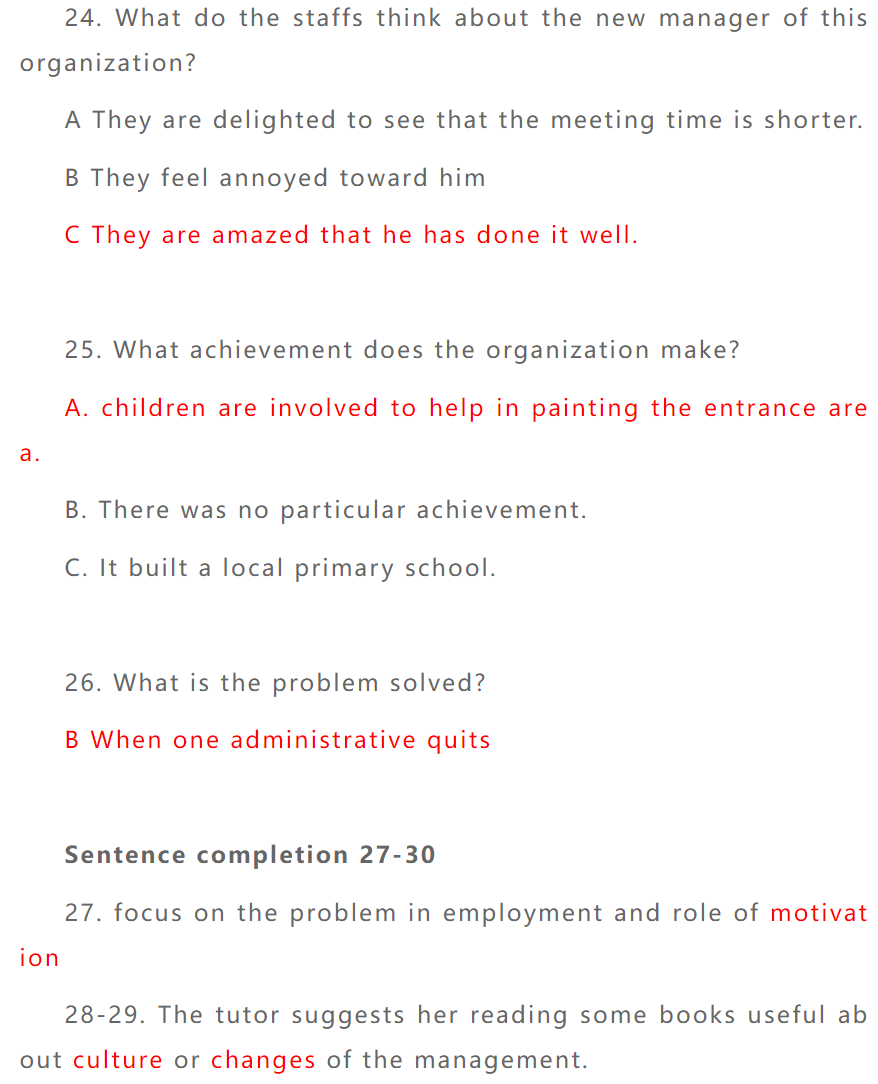 24. What do the staffs think about the new manager of this
organization?
A They are delighted to see that the meeting time is shorter.
B They feel annoyed toward him
C They are amazed that he has done it well.
25. What achievement does the organization make?
A. children are involved to help in painting the entrance are
a.
B. There was no particular achievement.
C. It built a local primary school.
26. What is the problem solved?
B When one administrative quits
Sentence completion 27-30
27. focus on the problem in employment and role of motivat
ion
28-29. The tutor suggests her reading some books useful ab
out culture or changes of the management.